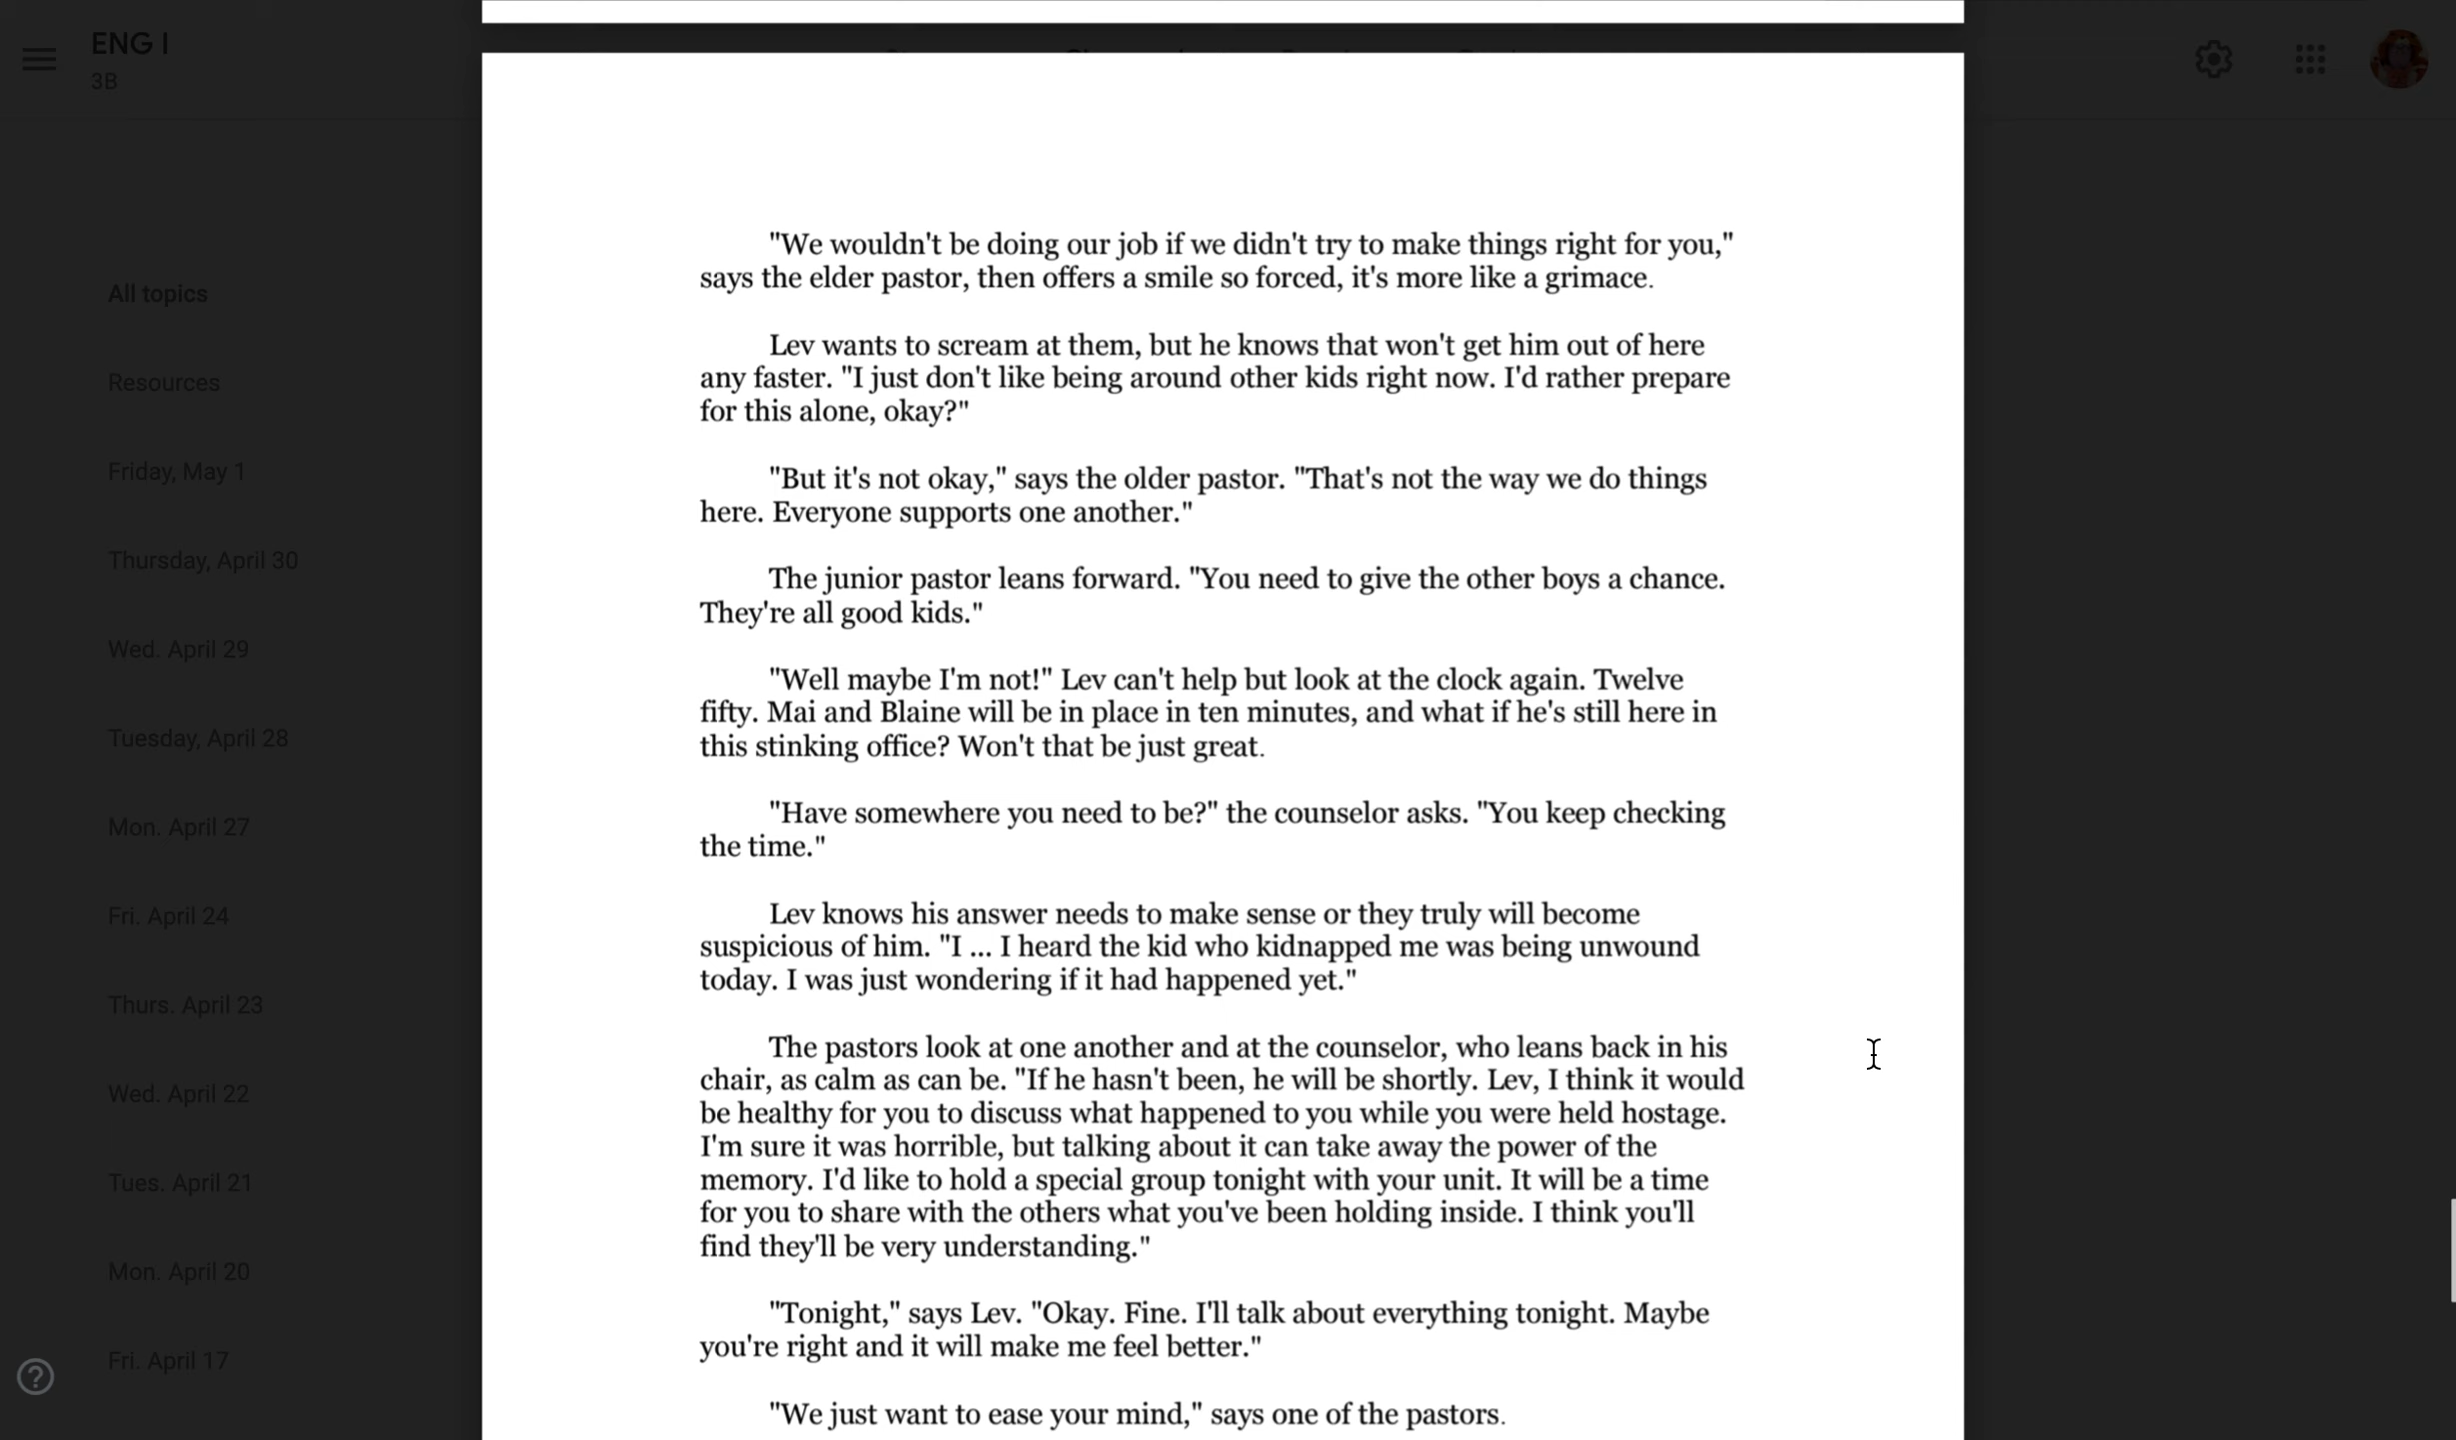 ENG I
3B
All topics
Resources
Friday, May 1
Thursday, April 30
Wed. April 29
Tuesday, April 28
Mon. April 27
Fri. April 24
Thurs. April 23
Wed. April 22
Tues. April 21
Mon. April 20
Fri. April 17
"We wouldn't be doing our job if we didn't try to make things right for you,"
says the elder pastor, then offers a smile so forced, it's more like a grimace.
Lev wants to scream at them, but he knows that won't get him out of here
any faster. "I just don't like being around other kids right now. I'd rather prepare
for this alone, okay?"
"But it's not okay," says the older pastor. "That's not the way we do things
here. Everyone supports one another."
The junior pastor leans forward. "You need to give the other boys a chance.
They're all good kids."
"Well maybe I'm not!" Lev can't help but look at the clock again. Twelve
fifty. Mai and Blaine will be in place in ten minutes, and what if he's still here in
this stinking office? Won't that be just great.
"Have somewhere you need to be?" the counselor asks. "You keep checking
the time."
Lev knows his answer needs to make sense or they truly will become
suspicious of him. "I ... I heard the kid who kidnapped me was being unwound
today. I was just wondering if it had happened yet."
The pastors look at one another and at the counselor, who leans back in his
chair, as calm as can be. "If he hasn't been, he will be shortly. Lev, I think it would
be healthy for you to discuss what happened to you while you were held hostage.
I'm sure it was horrible, but talking about it can take away the power of the
memory. I'd like to hold a special group tonight with your unit. It will be a time
for you to share with the others what you've been holding inside. I think you'll
find they'll be very understanding."
"Tonight," says Lev. "Okay. Fine. I'll talk about everything tonight. Maybe
you're right and it will make me feel better."
"We just want to ease your mind," says one of the pastors.